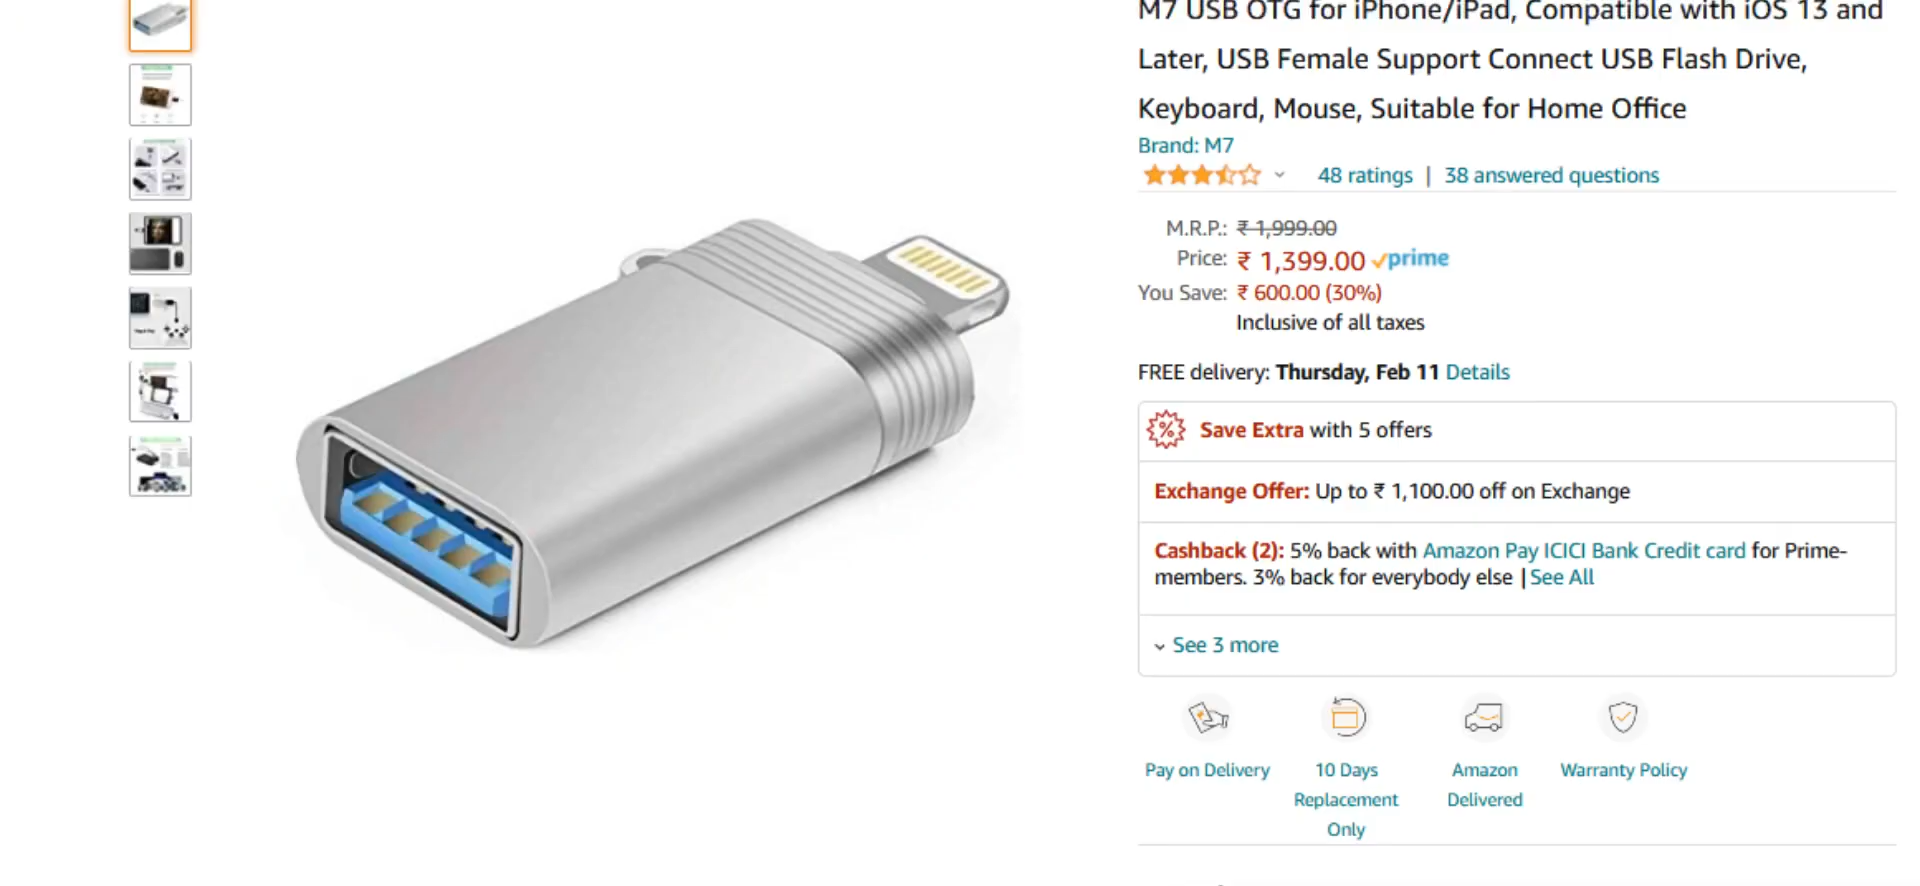 M7 USB OTG for iPhone/iPad, Compatible with iOS 13 and
Later, USB Female Support Connect USB Flash Drive,
Keyboard, Mouse, Suitable for Home Office
Brand: M7
48 ratings | 38 answered questions
M.R.P.: ₹ 1,999.00
Price: ₹ 1,399.00 prime
You Save: ₹ 600.00 (30%)
Inclusive of all taxes
FREE delivery: Thursday, Feb 11 Details
Save Extra with 5 offers
Exchange Offer: Up to ₹ 1,100.00 off on Exchange
Cashback (2): 5% back with Amazon Pay ICICI Bank Credit card for Prime-
members. 3% back for everybody else | See All
See 3 more
Pay on Delivery
10 Days
Replacement
Only
Amazon
Delivered
Warranty Policy